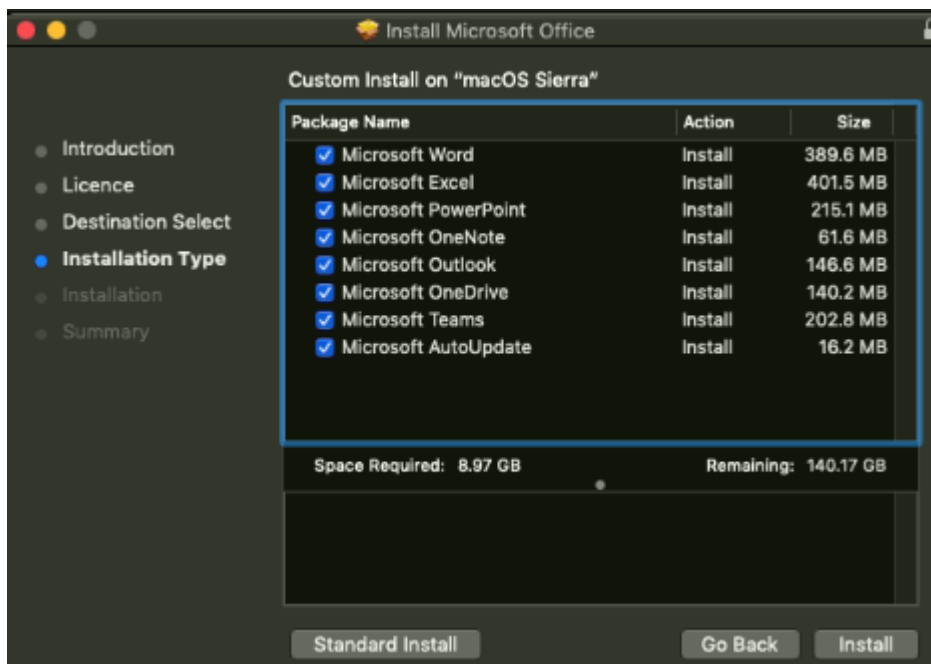 Install Microsoft Office
Custom Install on “macOS Sierra”
Introduction
Licence
Destination Select
Installation Type
Installation
Summary
Package Name Action Size
Microsoft Word Install 389.6 MB
Microsoft Excel Install 401.5 MB
Microsoft PowerPoint Install 215.1 MB
Microsoft OneNote Install 61.6 MB
Microsoft Outlook Install 146.6 MB
Microsoft OneDrive Install 140.2 MB
Microsoft Teams Install 202.8 MB
Microsoft AutoUpdate Install 16.2 MB
Space Required: 8.97 GB Remaining: 140.17 GB
Standard Install Go Back Install